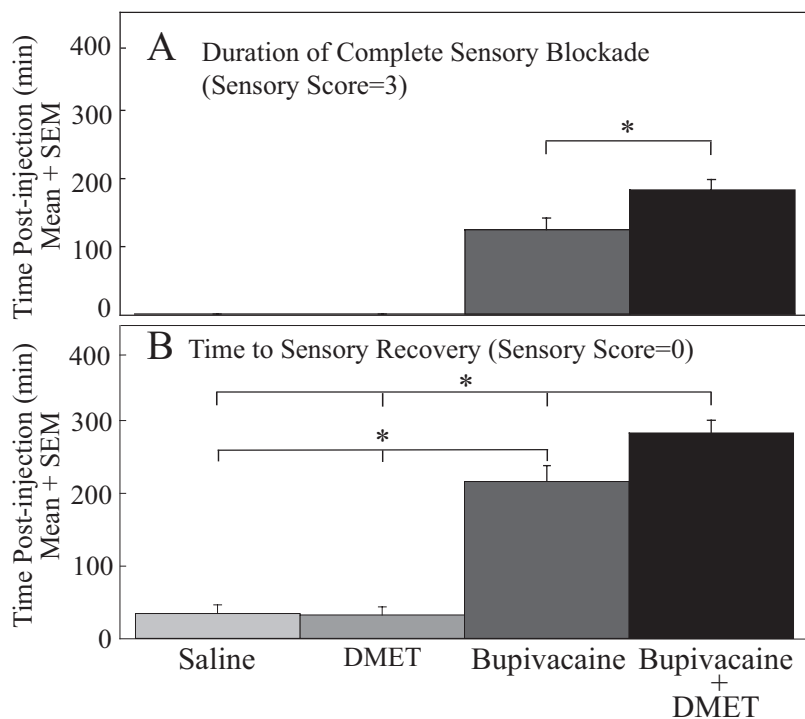 A Duration of Complete Sensory Blockade
(Sensory Score=3)
Time Post-injection (min)
Mean + SEM
400
300
200
100
0
*
B Time to Sensory Recovery (Sensory Score=0)
Time Post-injection (min)
Mean + SEM
400
300
200
100
0
*
*
Saline
DMET
Bupivacaine
Bupivacaine
+
DMET